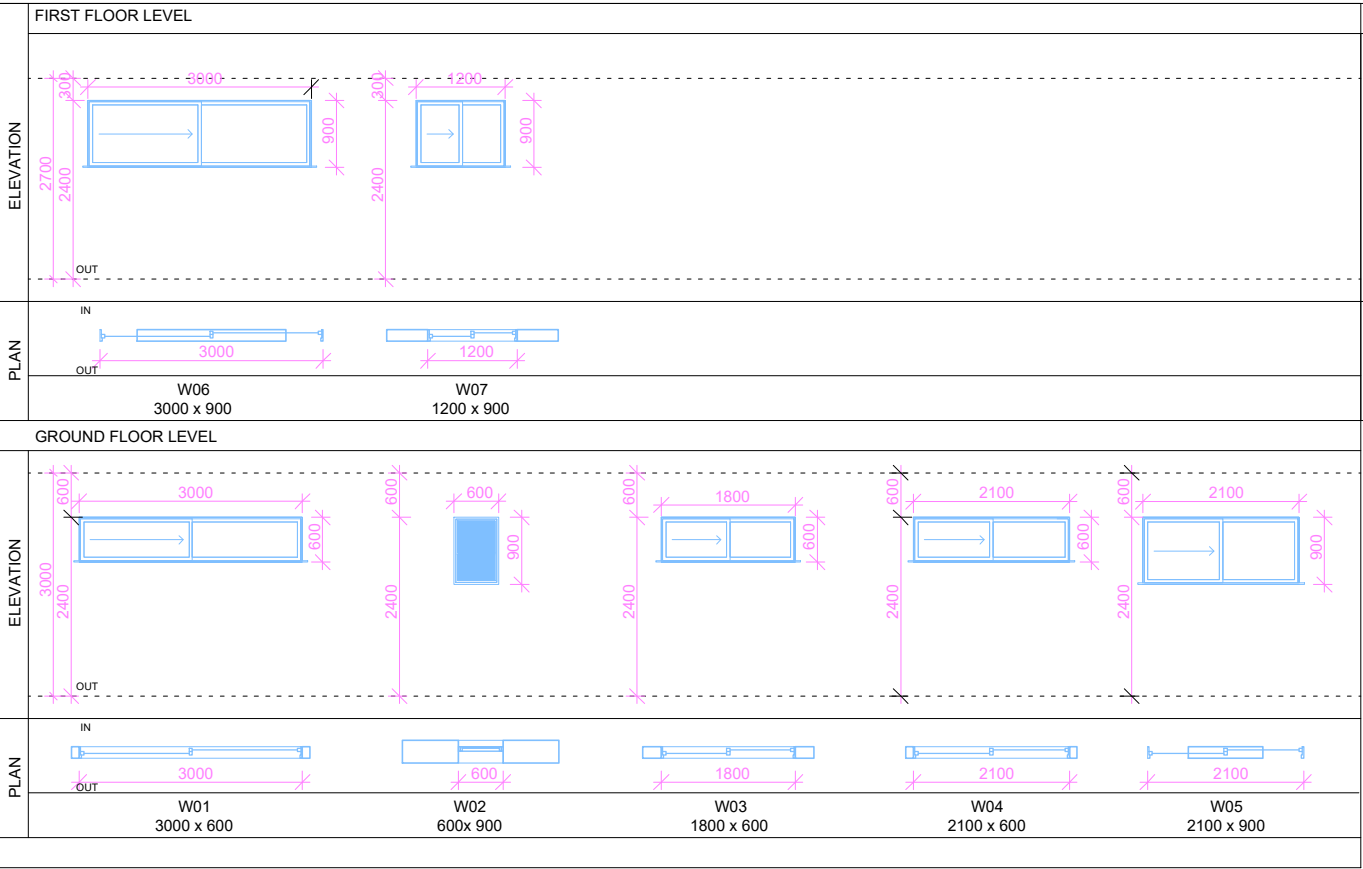 FIRST FLOOR LEVEL
ELEVATION
300
3000
900
2700
2400
OUT
300
1200
900
2400
PLAN
IN
3000
OUT
1200
W06
3000 x 900
W07
1200 x 900
GROUND FLOOR LEVEL
ELEVATION
600
3000
600
3000
2400
OUT
600
600
900
2400
600
1800
600
2400
600
2100
600
2400
600
2100
900
2400
PLAN
IN
3000
OUT
600
1800
2100
2100
W01
3000 x 600
W02
600x 900
W03
1800 x 600
W04
2100 x 600
W05
2100 x 900